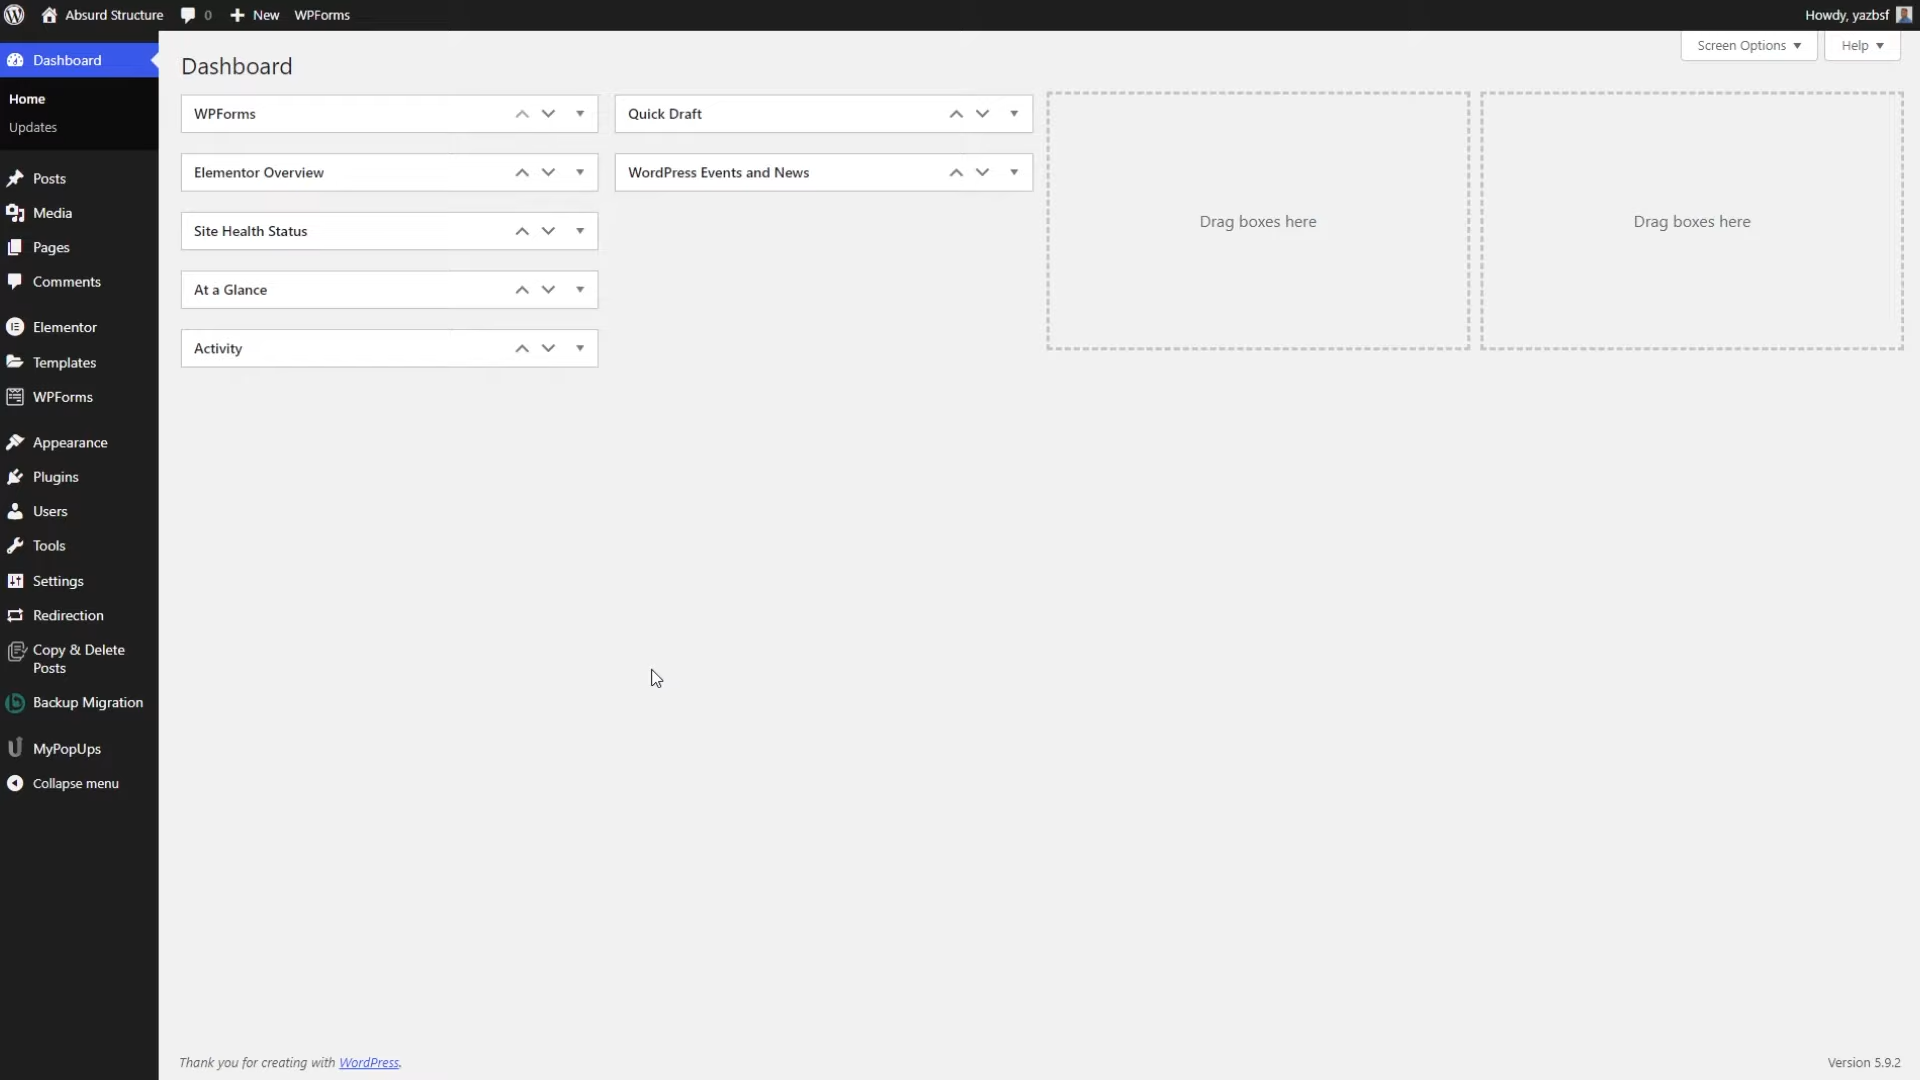 Absurd Structure 0 New WPForms Howdy, yazbsf
Screen Options Help
Dashboard
Home
Updates
Posts
Media
Pages
Comments
Elementor
Templates
WPForms
Appearance
Plugins
Users
Tools
Settings
Redirection
Copy & Delete
Posts
Backup Migration
MyPopUps
Collapse menu
Dashboard
WPForms
Elementor Overview
Site Health Status
At a Glance
Activity
Quick Draft
WordPress Events and News
Drag boxes here
Drag boxes here
Thank you for creating with WordPress.
Version 5.9.2